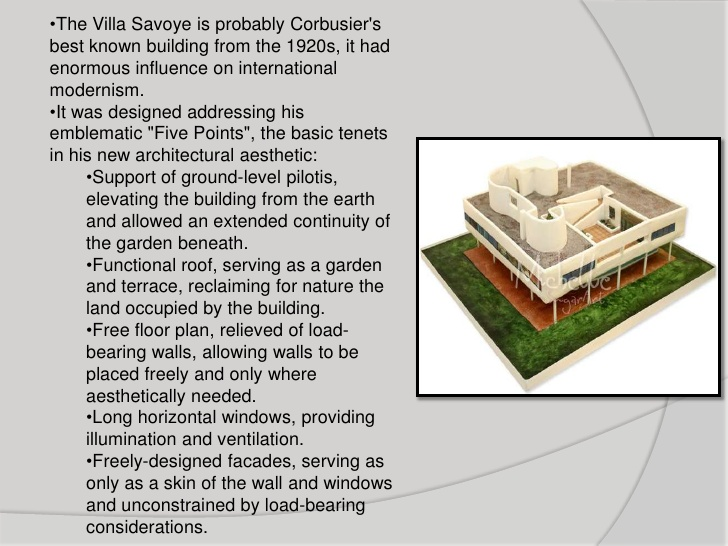 •The Villa Savoye is probably Corbusier's
best known building from the 1920s, it had
enormous influence on international
modernism.
•It was designed addressing his
emblematic "Five Points", the basic tenets
in his new architectural aesthetic:
•Support of ground-level pilotis,
elevating the building from the earth
and allowed an extended continuity of
the garden beneath.
•Functional roof, serving as a garden
and terrace, reclaiming for nature the
land occupied by the building.
•Free floor plan, relieved of load-
bearing walls, allowing walls to be
placed freely and only where
aesthetically needed.
•Long horizontal windows, providing
illumination and ventilation.
•Freely-designed facades, serving as
only as a skin of the wall and windows
and unconstrained by load-bearing
considerations.